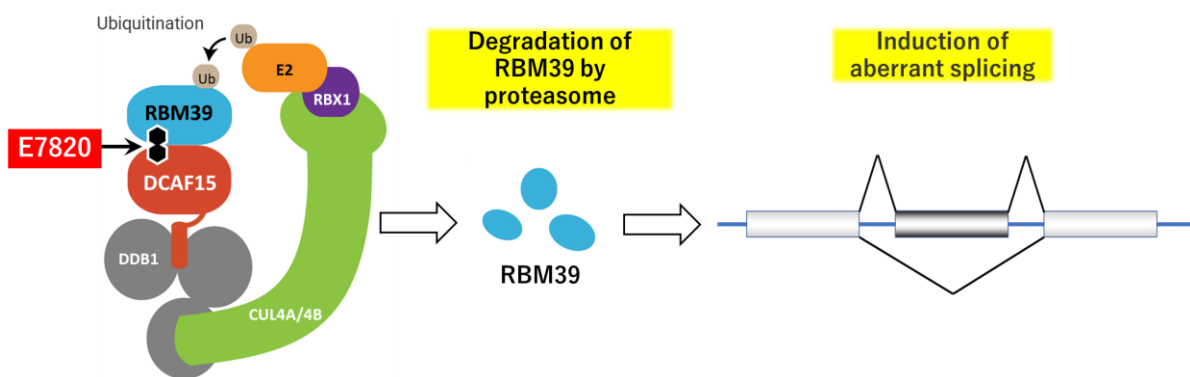 Ubiquitination
Ub
Ub
E2
RBX1
RBM39
E7820
DCAF15
DDB1
CUL4A/4B
Degradation of
RBM39 by
proteasome
RBM39
Induction of
aberrant splicing